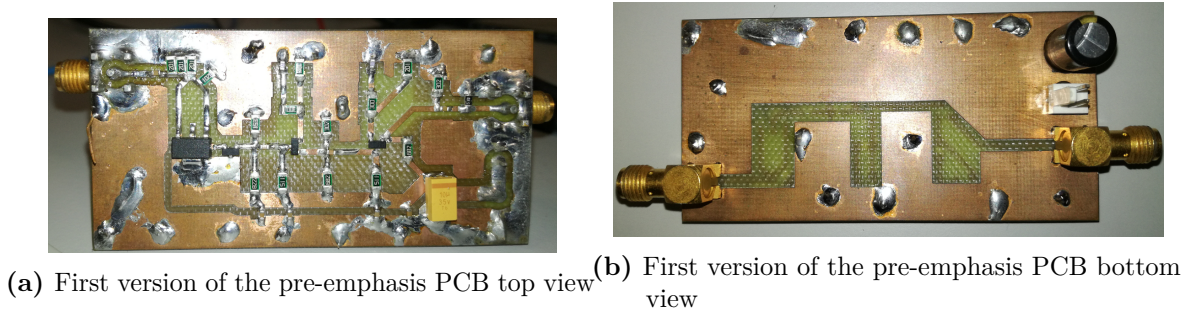 (a) First version of the pre-emphasis PCB top view
(b) First version of the pre-emphasis PCB bottom
view